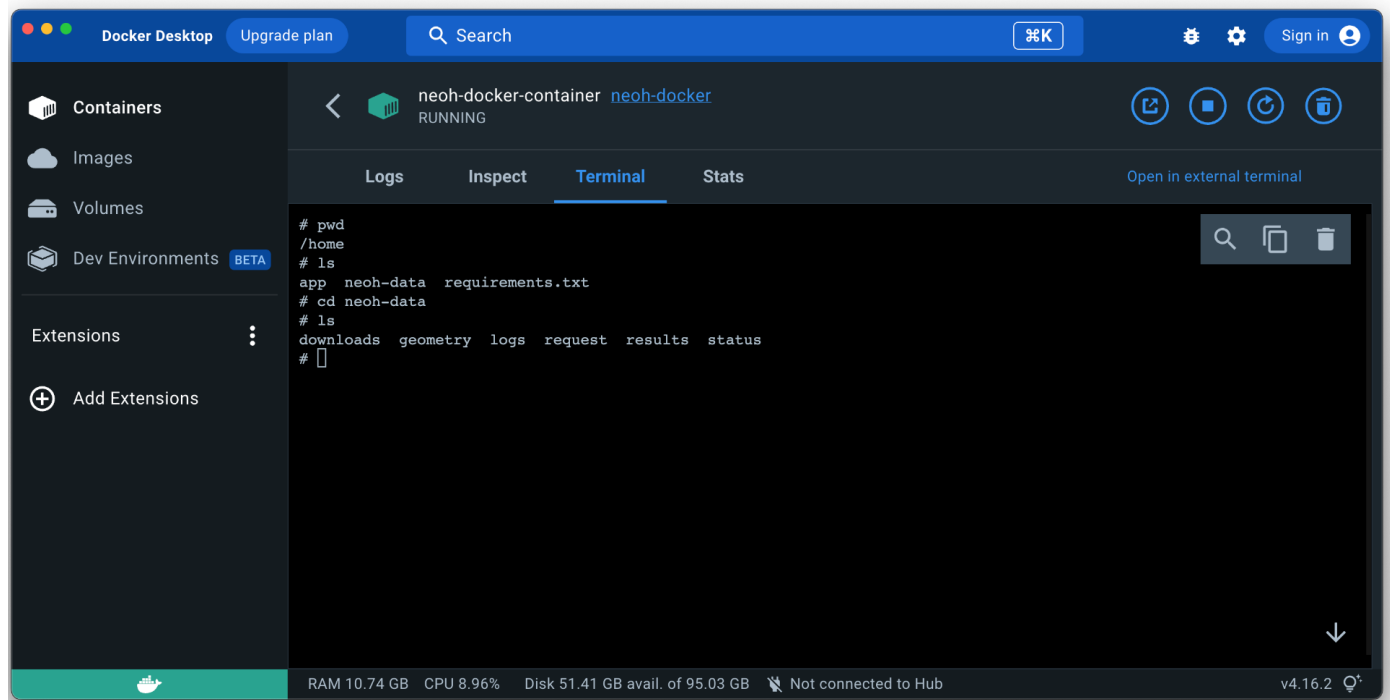 Docker Desktop Upgrade plan Search ⌘K Sign in
Containers
Images
Volumes
Dev Environments BETA
Extensions
Add Extensions
neoh-docker-container neoh-docker
RUNNING
Logs Inspect Terminal Stats Open in external terminal
# pwd
/home
# ls
app neoh-data requirements.txt
# cd neoh-data
# ls
downloads geometry logs request results status
#
RAM 10.74 GB CPU 8.96% Disk 51.41 GB avail. of 95.03 GB Not connected to Hub v4.16.2